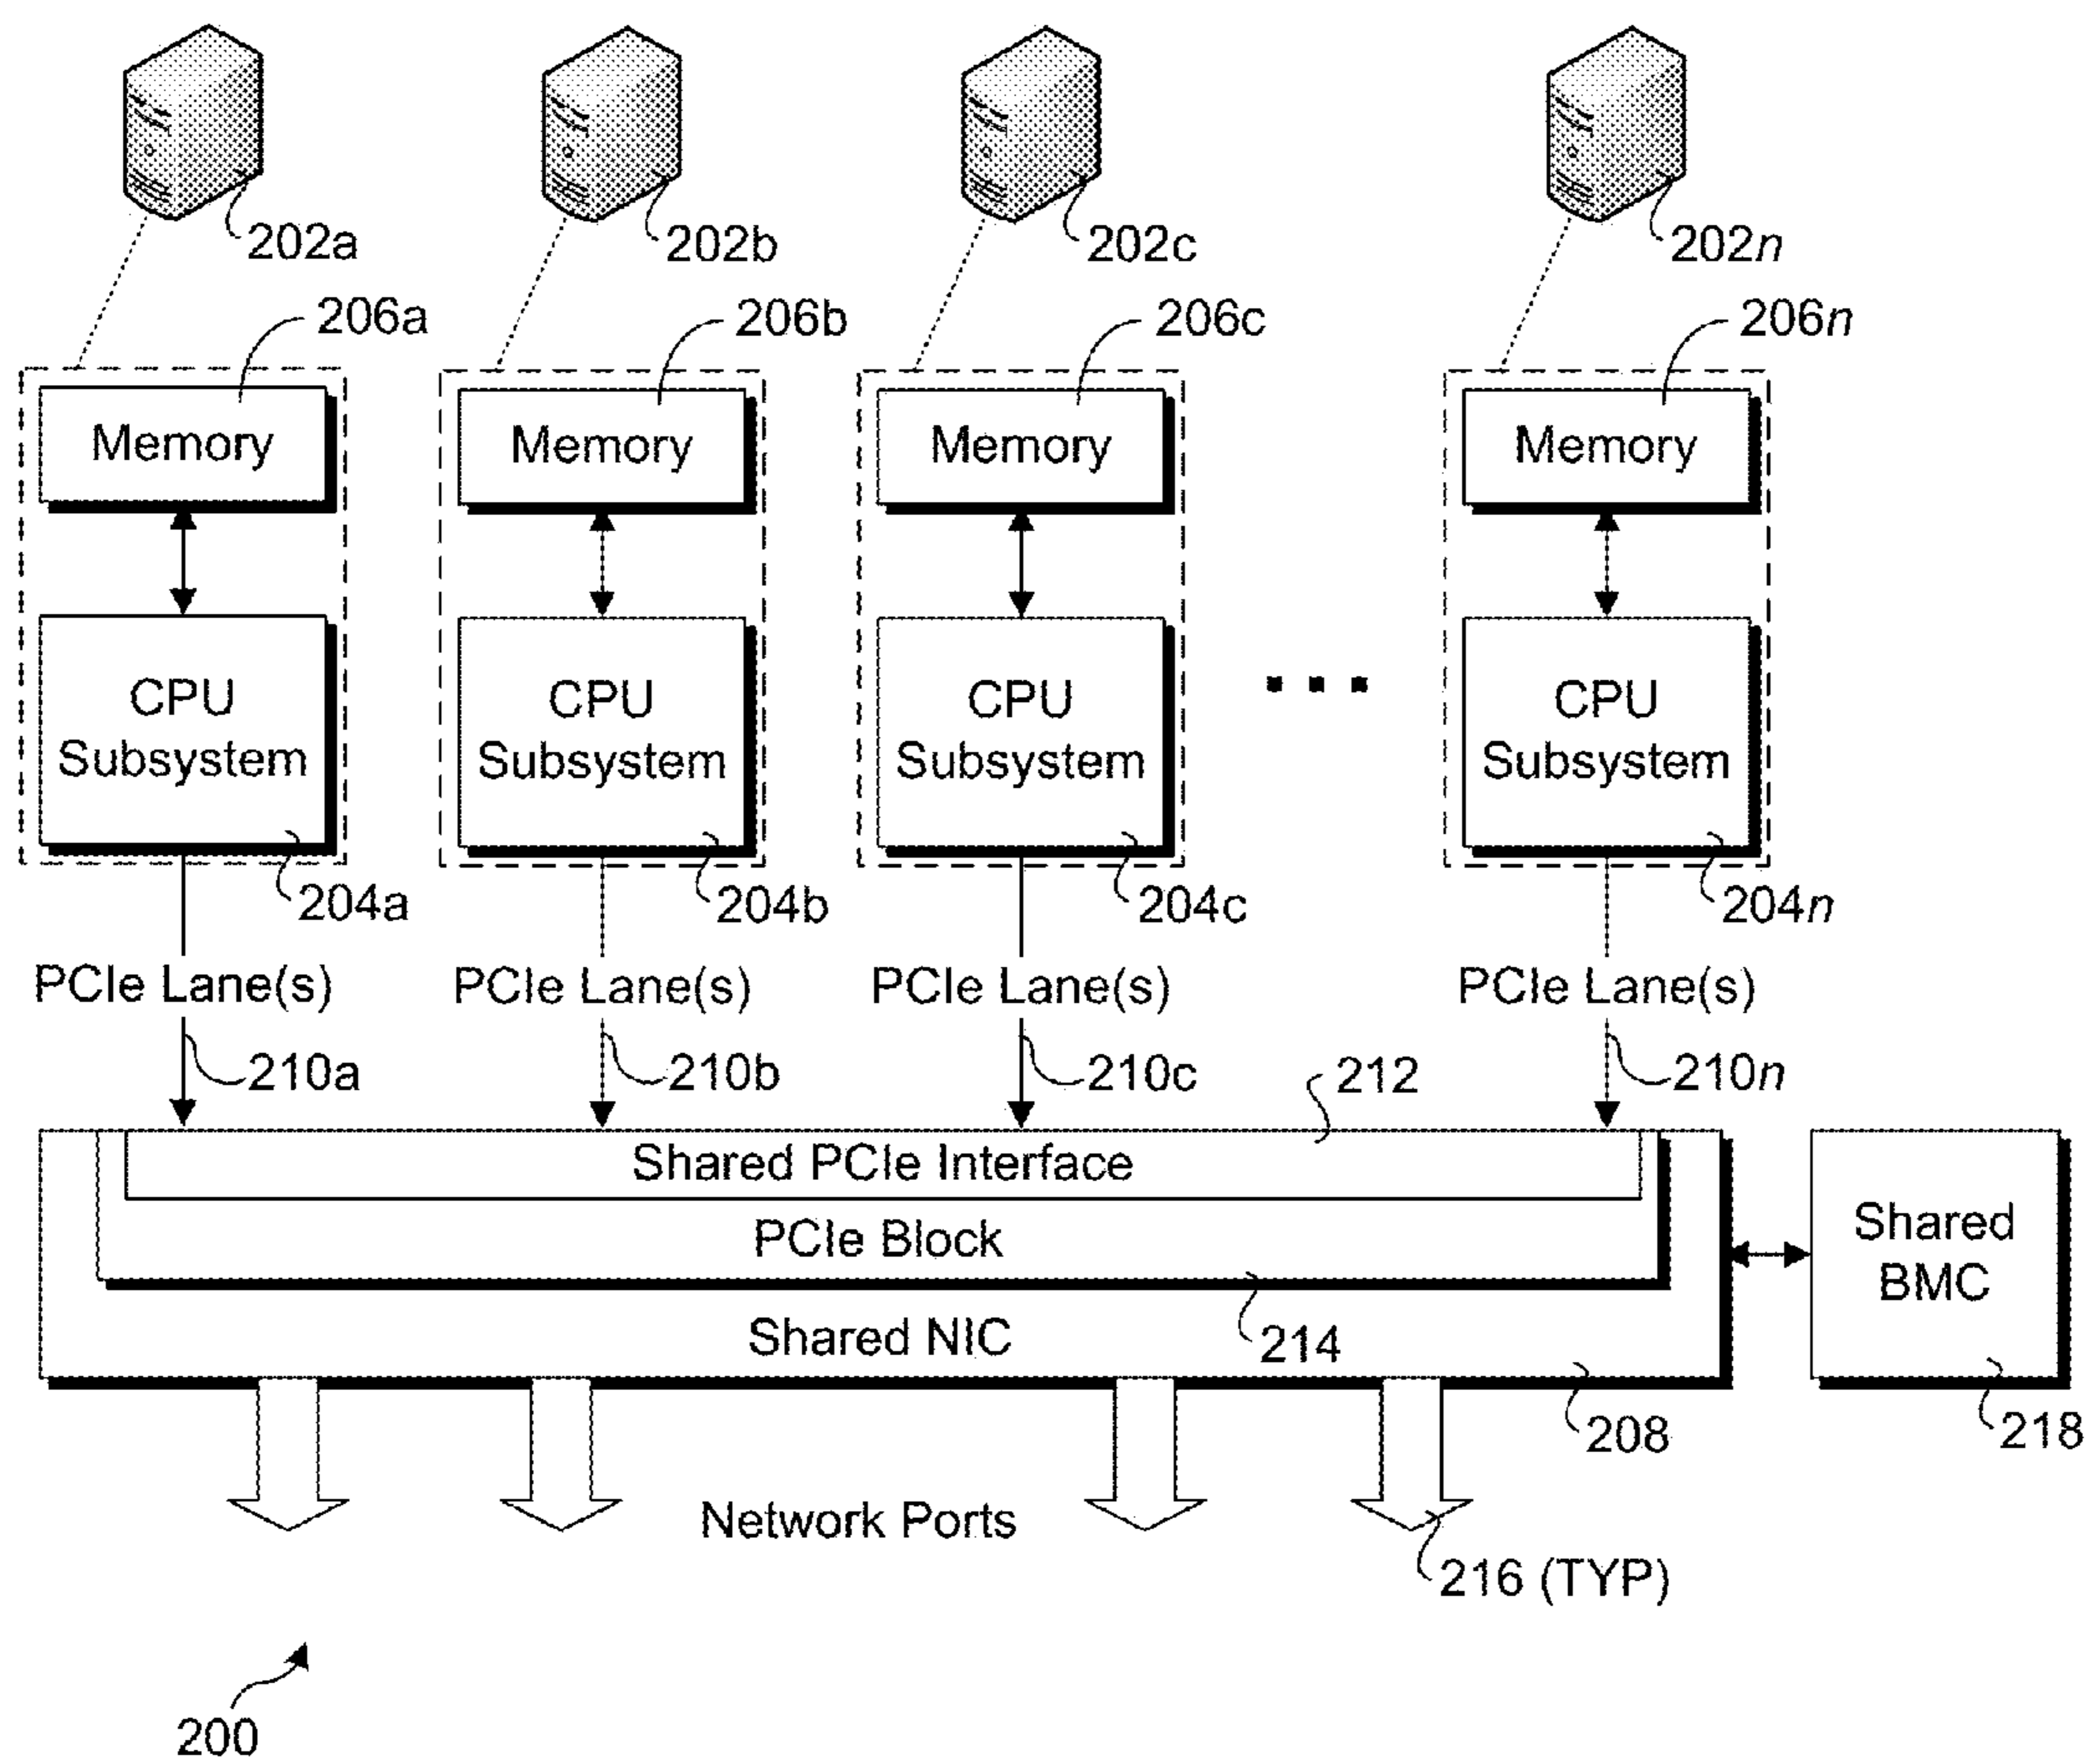 202a 202b 202c 202n
206a 206b 206c 206n
Memory Memory Memory Memory
CPU CPU CPU CPU
Subsystem Subsystem Subsystem Subsystem
204a 204b 204c 204n
PCIe Lane(s) PCIe Lane(s) PCIe Lane(s) PCIe Lane(s)
210a 210b 210c 212 210n
Shared PCIe Interface
PCIe Block
Shared
BMC
Shared NIC
214
208
218
Network Ports
216 (TYP)
200